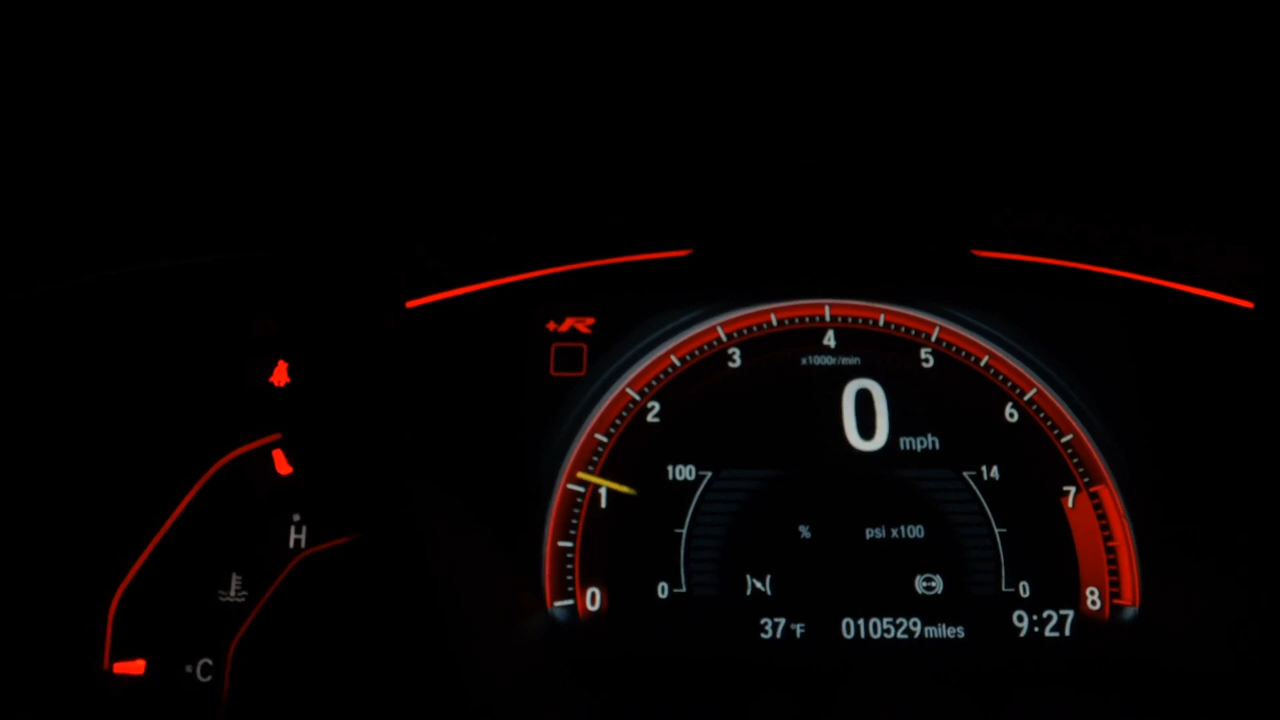 +R
4
3 5
x1000r/min
2 6
0 mph
100 14
1 7
% psi x100
H
0 0
0 8
37 °F 010529 miles 9:27
C